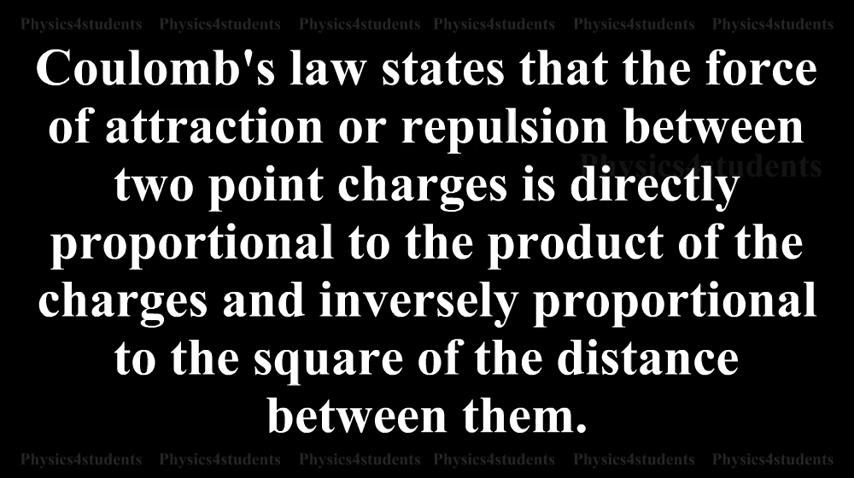 Physics4students Physics4students Physics4students Physics4students Physics4students Physics4students
Coulomb's law states that the force
of attraction or repulsion between
Physics4students
two point charges is directly
proportional to the product of the
charges and inversely proportional
to the square of the distance
between them.
Physics4students Physics4students Physics4students Physics4students Physics4students Physics4students